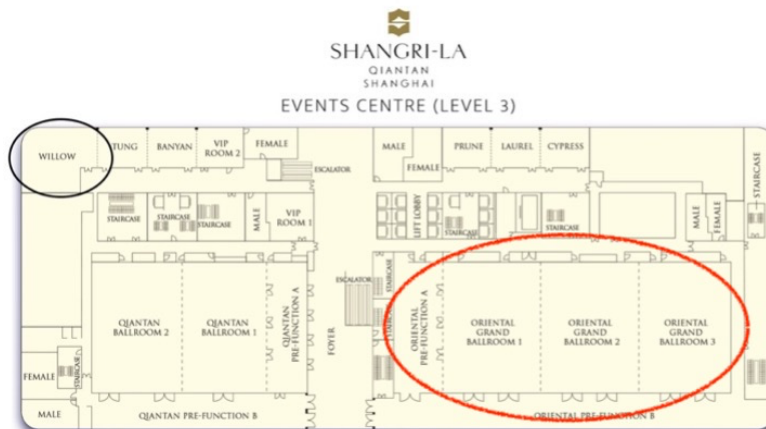 SHANGRI-LA
QIANTAN
SHANGHAI
EVENTS CENTRE (LEVEL 3)
WILLOW
TUNG
BANYAN
VIP
ROOM 2
FEMALE
ESCALATOR
MALE
FEMALE
PRUNE
LAUREL
CYPRESS
STAIRCASE
STAIRCASE
STAIRCASE
STAIRCASE
MALE
VIP
ROOM 1
LIFT LOBBY
STAIRCASE
STAIRCASE
MALE
FEMALE
QIANTAN
BALLROOM 2
QIANTAN
BALLROOM 1
QIANTAN
PRE-FUNCTION A
FOYER
ESCALATOR
STAIRCASE
STAIRCASE
ORIENTAL
PRE-FUNCTION A
ORIENTAL
GRAND
BALLROOM 1
ORIENTAL
GRAND
BALLROOM 2
ORIENTAL
GRAND
BALLROOM 3
FEMALE
STAIRCASE
MALE
QIANTAN PRE-FUNCTION B
ORIENTAL PRE-FUNCTION B